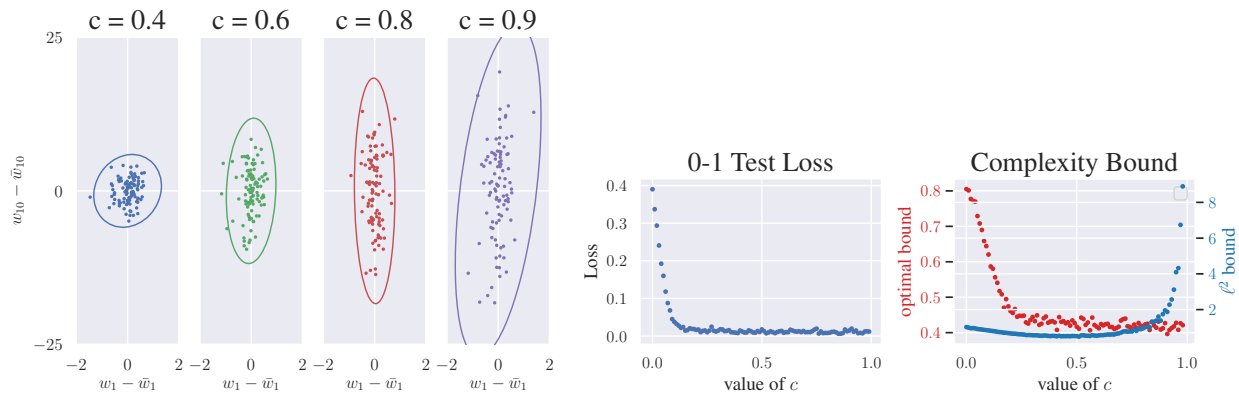 c = 0.4
c = 0.6
c = 0.8
c = 0.9
25
0
−25
w₁₀ − w̄₁₀
−2 0 2
−2 0 2
−2 0 2
−2 0 2
w₁ − w̄₁
w₁ − w̄₁
w₁ − w̄₁
w₁ − w̄₁
0-1 Test Loss
0.4
0.3
0.2
0.1
0.0
Loss
0.0 0.5 1.0
value of c
Complexity Bound
0.8
0.7
0.6
0.5
0.4
optimal bound
8
6
4
2
ℓ² bound
0.0 0.5 1.0
value of c